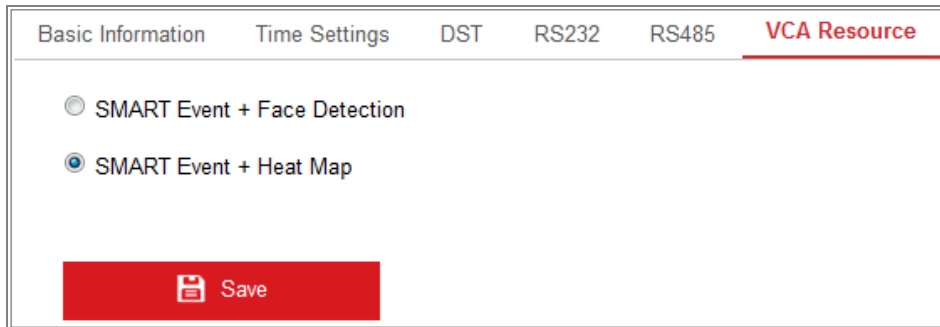 Basic Information Time Settings DST RS232 RS485 VCA Resource
SMART Event + Face Detection
SMART Event + Heat Map
Save